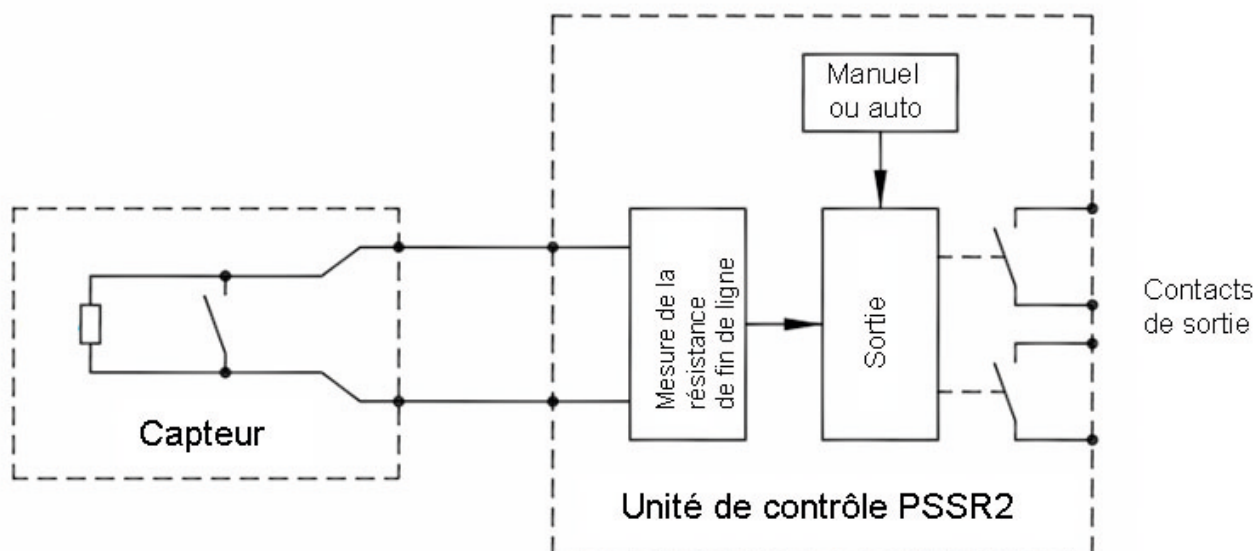 Manuel
ou auto
Mesure de la
résistance
de fin de ligne
Sortie
Contacts
de sortie
Capteur
Unité de contrôle PSSR2